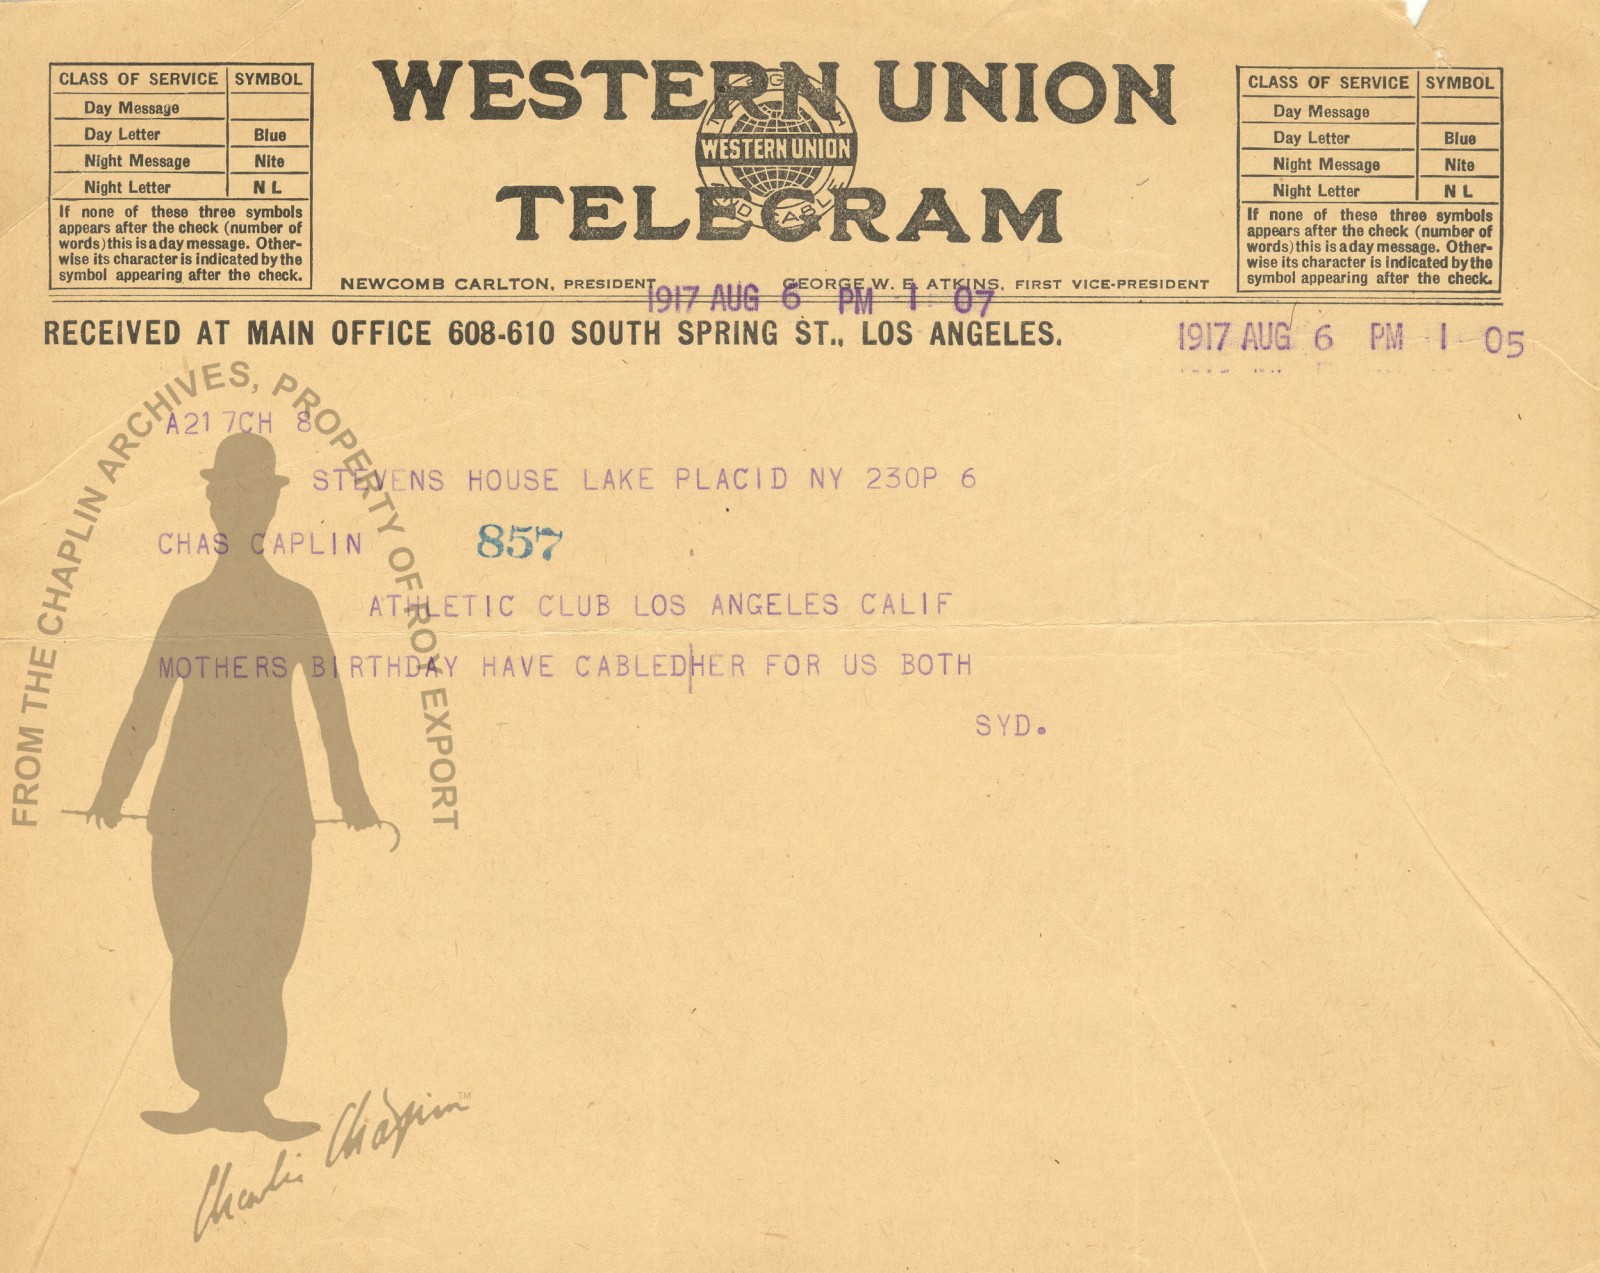 WESTERN UNION
TELEGRAM
WESTERN UNION
TELEGRAPH AND CABLE
CLASS OF SERVICE SYMBOL
Day Message
Day Letter Blue
Night Message Nite
Night Letter N L
If none of these three symbols
appears after the check (number of
words) this is a day message. Other-
wise its character is indicated by the
symbol appearing after the check.
CLASS OF SERVICE SYMBOL
Day Message
Day Letter Blue
Night Message Nite
Night Letter N L
If none of these three symbols
appears after the check (number of
words) this is a day message. Other-
wise its character is indicated by the
symbol appearing after the check.
NEWCOMB CARLTON, PRESIDENT GEORGE W. E. ATKINS, FIRST VICE-PRESIDENT
1917 AUG 6 PM 1 07
RECEIVED AT MAIN OFFICE 608-610 SOUTH SPRING ST., LOS ANGELES.
1917 AUG 6 PM 1 05
A21 7CH 8
STEVENS HOUSE LAKE PLACID NY 230P 6
CHAS CAPLIN 857
ATHLETIC CLUB LOS ANGELES CALIF
MOTHERS BIRTHDAY HAVE CABLED HER FOR US BOTH
SYD.
FROM THE CHAPLIN ARCHIVES, PROPERTY OF ROY EXPORT
Charlie Chaplin™